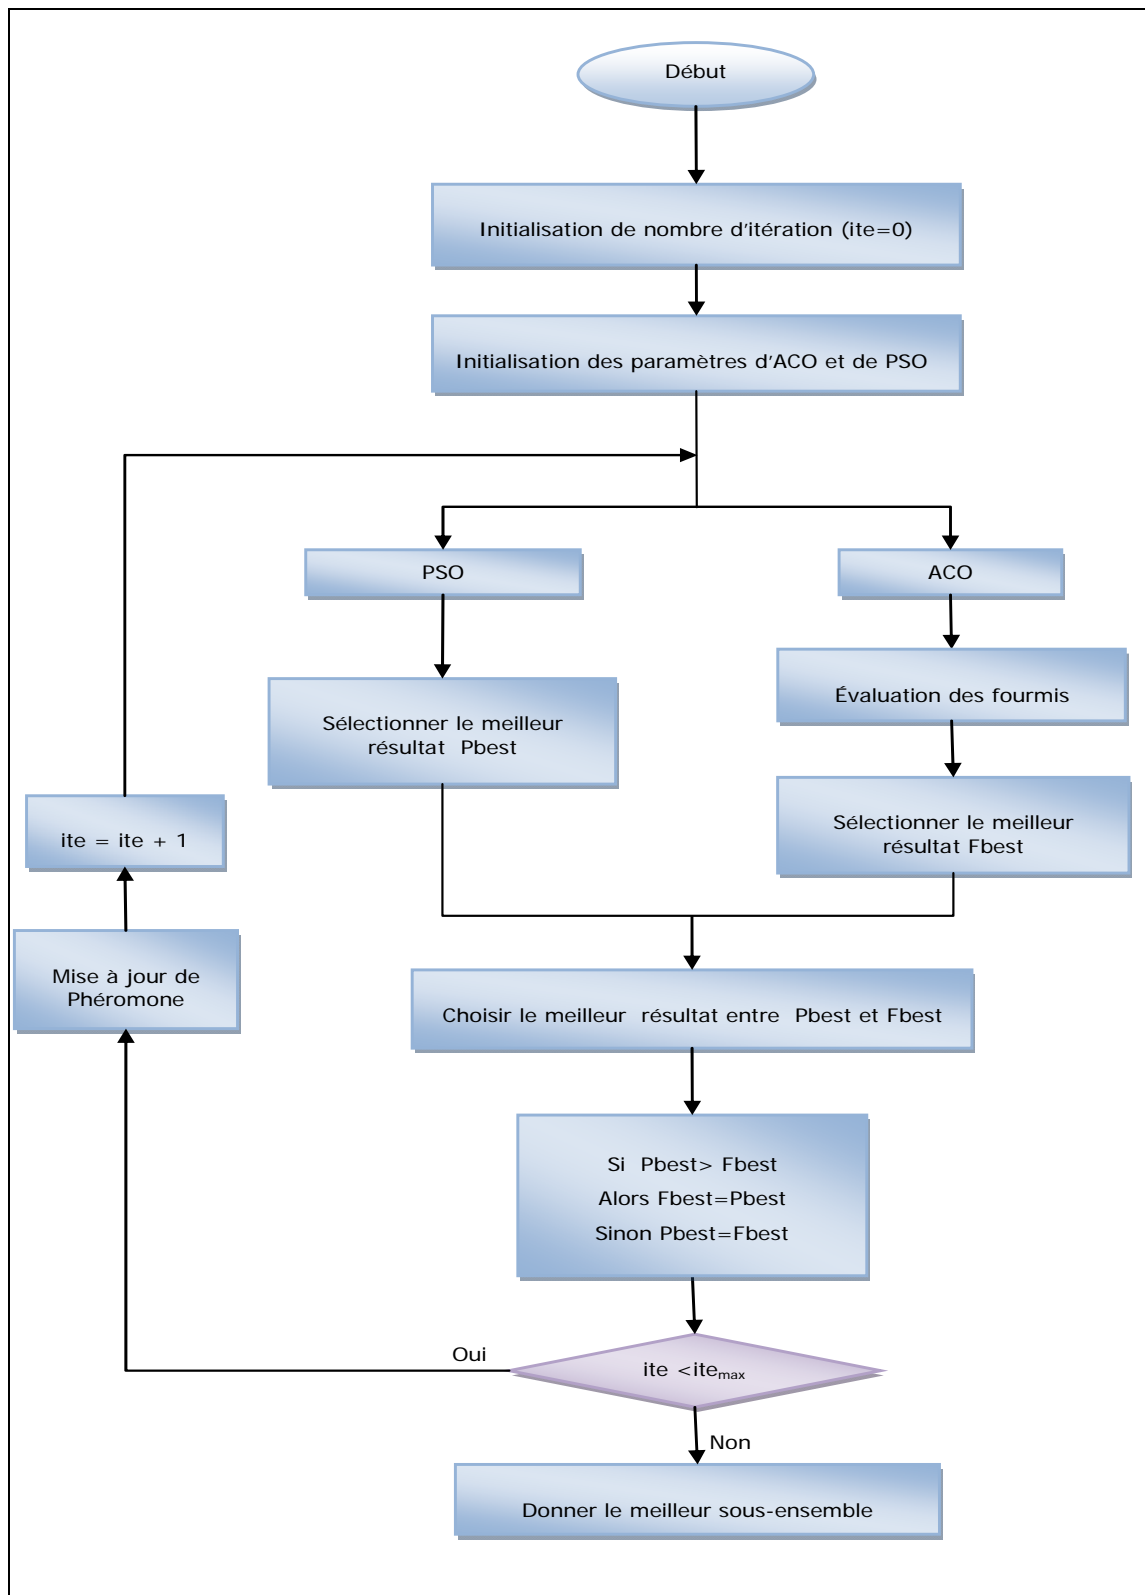 Début
Initialisation de nombre d'itération (ite=0)
Initialisation des paramètres d'ACO et de PSO
PSO
ACO
Évaluation des fourmis
Sélectionner le meilleur
résultat Pbest
Sélectionner le meilleur
résultat Fbest
ite = ite + 1
Mise à jour de
Phéromone
Choisir le meilleur résultat entre Pbest et Fbest
Si Pbest> Fbest
Alors Fbest=Pbest
Sinon Pbest=Fbest
Oui
ite <itemax
Non
Donner le meilleur sous-ensemble